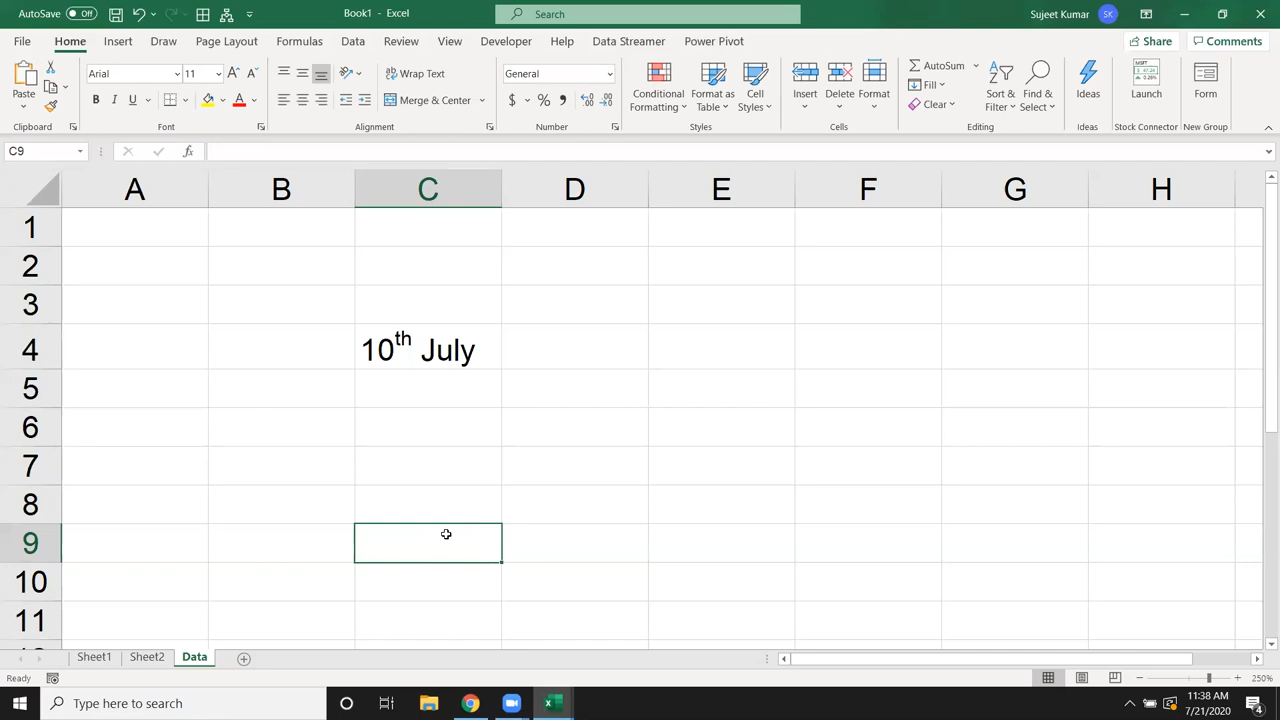 AutoSave Off Book1 - Excel Search Sujeet Kumar SK
File Home Insert Draw Page Layout Formulas Data Review View Developer Help Data Streamer Power Pivot Share Comments
Paste Arial 11 Wrap Text General Conditional Formatting Format as Table Cell Styles Insert Delete Format AutoSum Sort & Filter Find & Select Ideas Launch Form
B I U A Merge & Center $ % , Fill Clear
Clipboard Font Alignment Number Styles Cells Editing Ideas Stock Connector New Group
C9 fx
A B C D E F G H
1
2
3
4 10th July
5
6
7
8
9
10
11
Sheet1 Sheet2 Data
Ready 250%
Type here to search 11:38 AM
7/21/2020 4